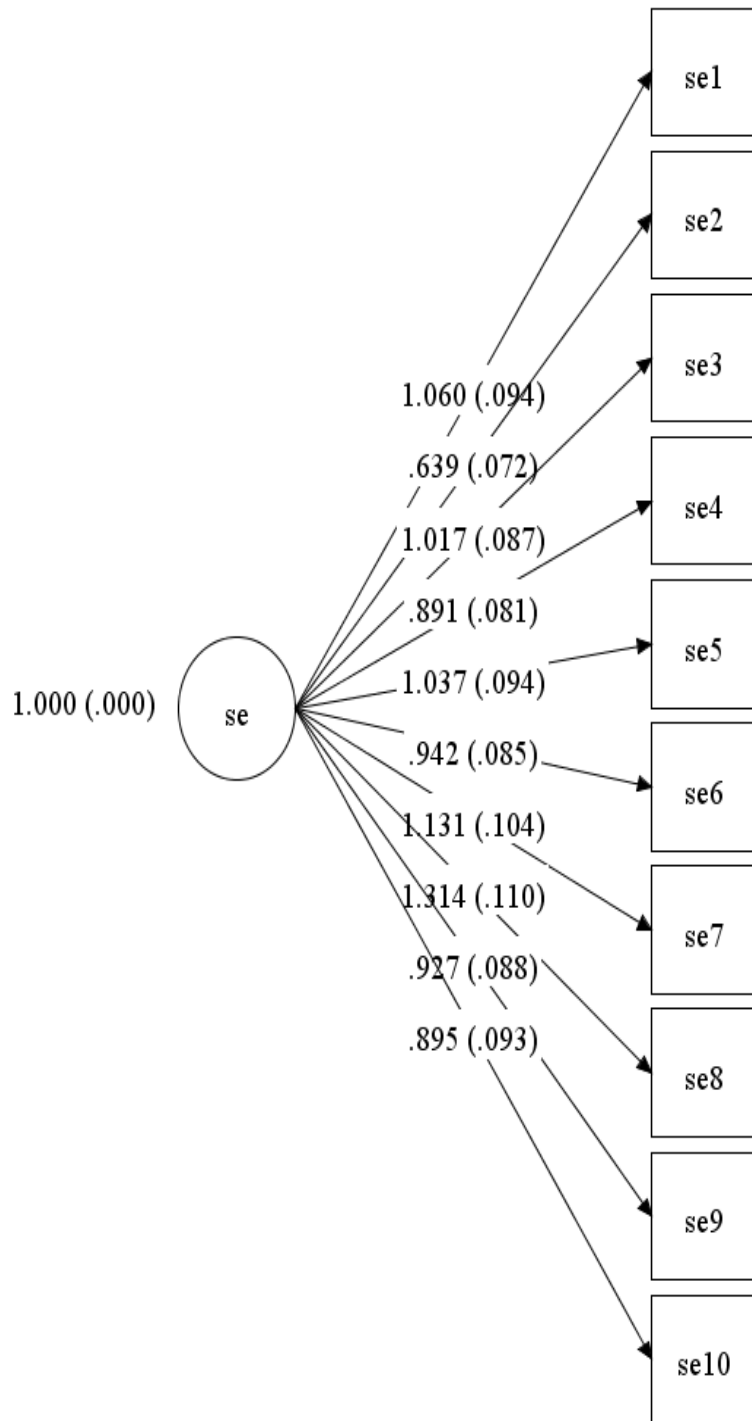 se1
se2
se3
1.060 (.094)
.639 (.072)
se4
1.017 (.087)
.891 (.081)
se5
1.037 (.094)
1.000 (.000)
se
.942 (.085)
se6
1.131 (.104)
1.314 (.110)
se7
.927 (.088)
.895 (.093)
se8
se9
se10